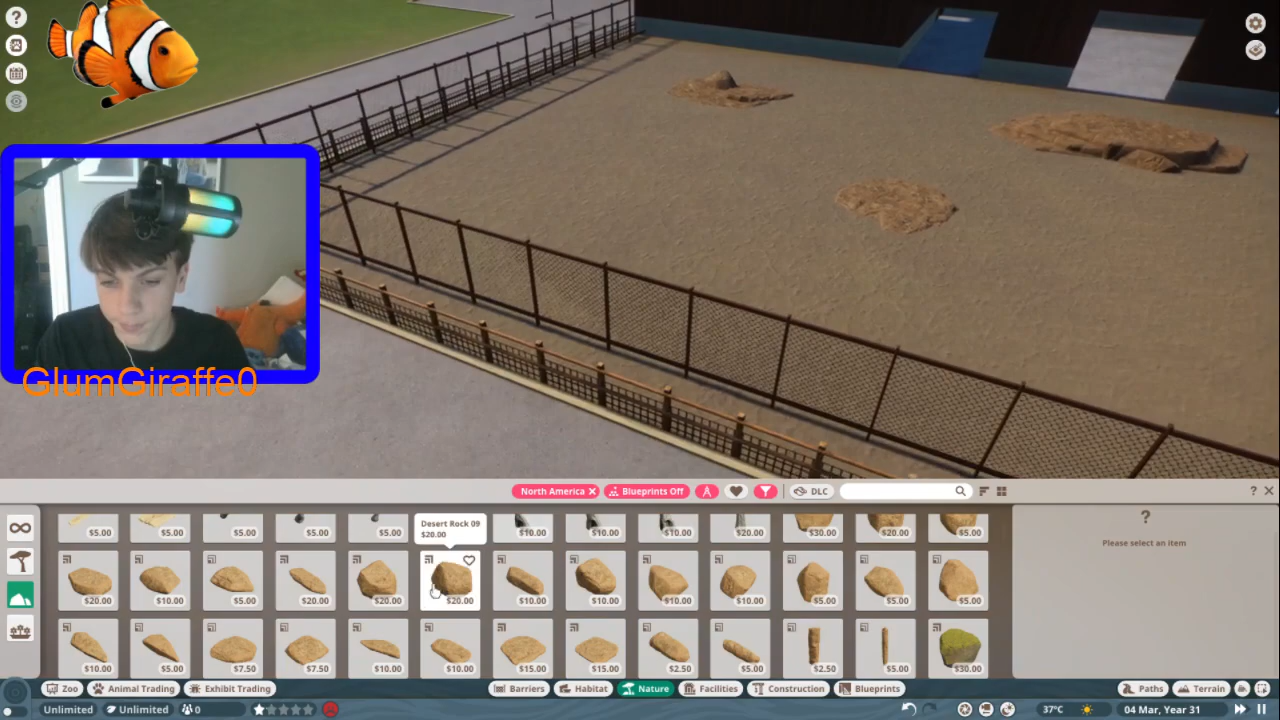 ?
GlumGiraffe0
North America ✕ Blueprints Off DLC
? ✕
Desert Rock 09
$20.00
$5.00 $5.00 $5.00 $5.00 $5.00 $10.00 $10.00 $10.00 $20.00 $30.00 $20.00 $5.00
$20.00 $10.00 $5.00 $20.00 $20.00 $20.00 $10.00 $10.00 $10.00 $10.00 $5.00 $5.00 $5.00
$10.00 $5.00 $7.50 $7.50 $10.00 $10.00 $15.00 $15.00 $2.50 $5.00 $2.50 $5.00 $30.00
?
Please select an item
Zoo Animal Trading Exhibit Trading Barriers Habitat Nature Facilities Construction Blueprints Paths Terrain
Unlimited Unlimited 0 37°C 04 Mar, Year 31